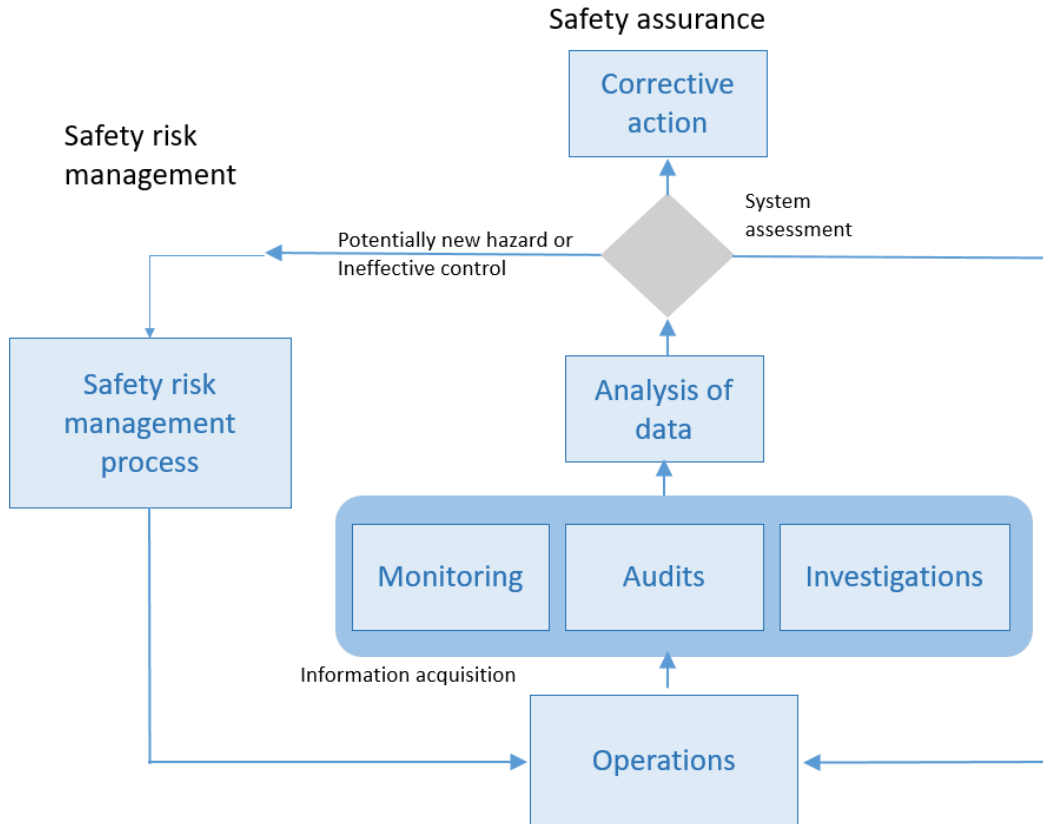 Safety assurance
Corrective
action
Safety risk
management
System
assessment
Potentially new hazard or
Ineffective control
Safety risk
management
process
Analysis of
data
Monitoring
Audits
Investigations
Information acquisition
Operations